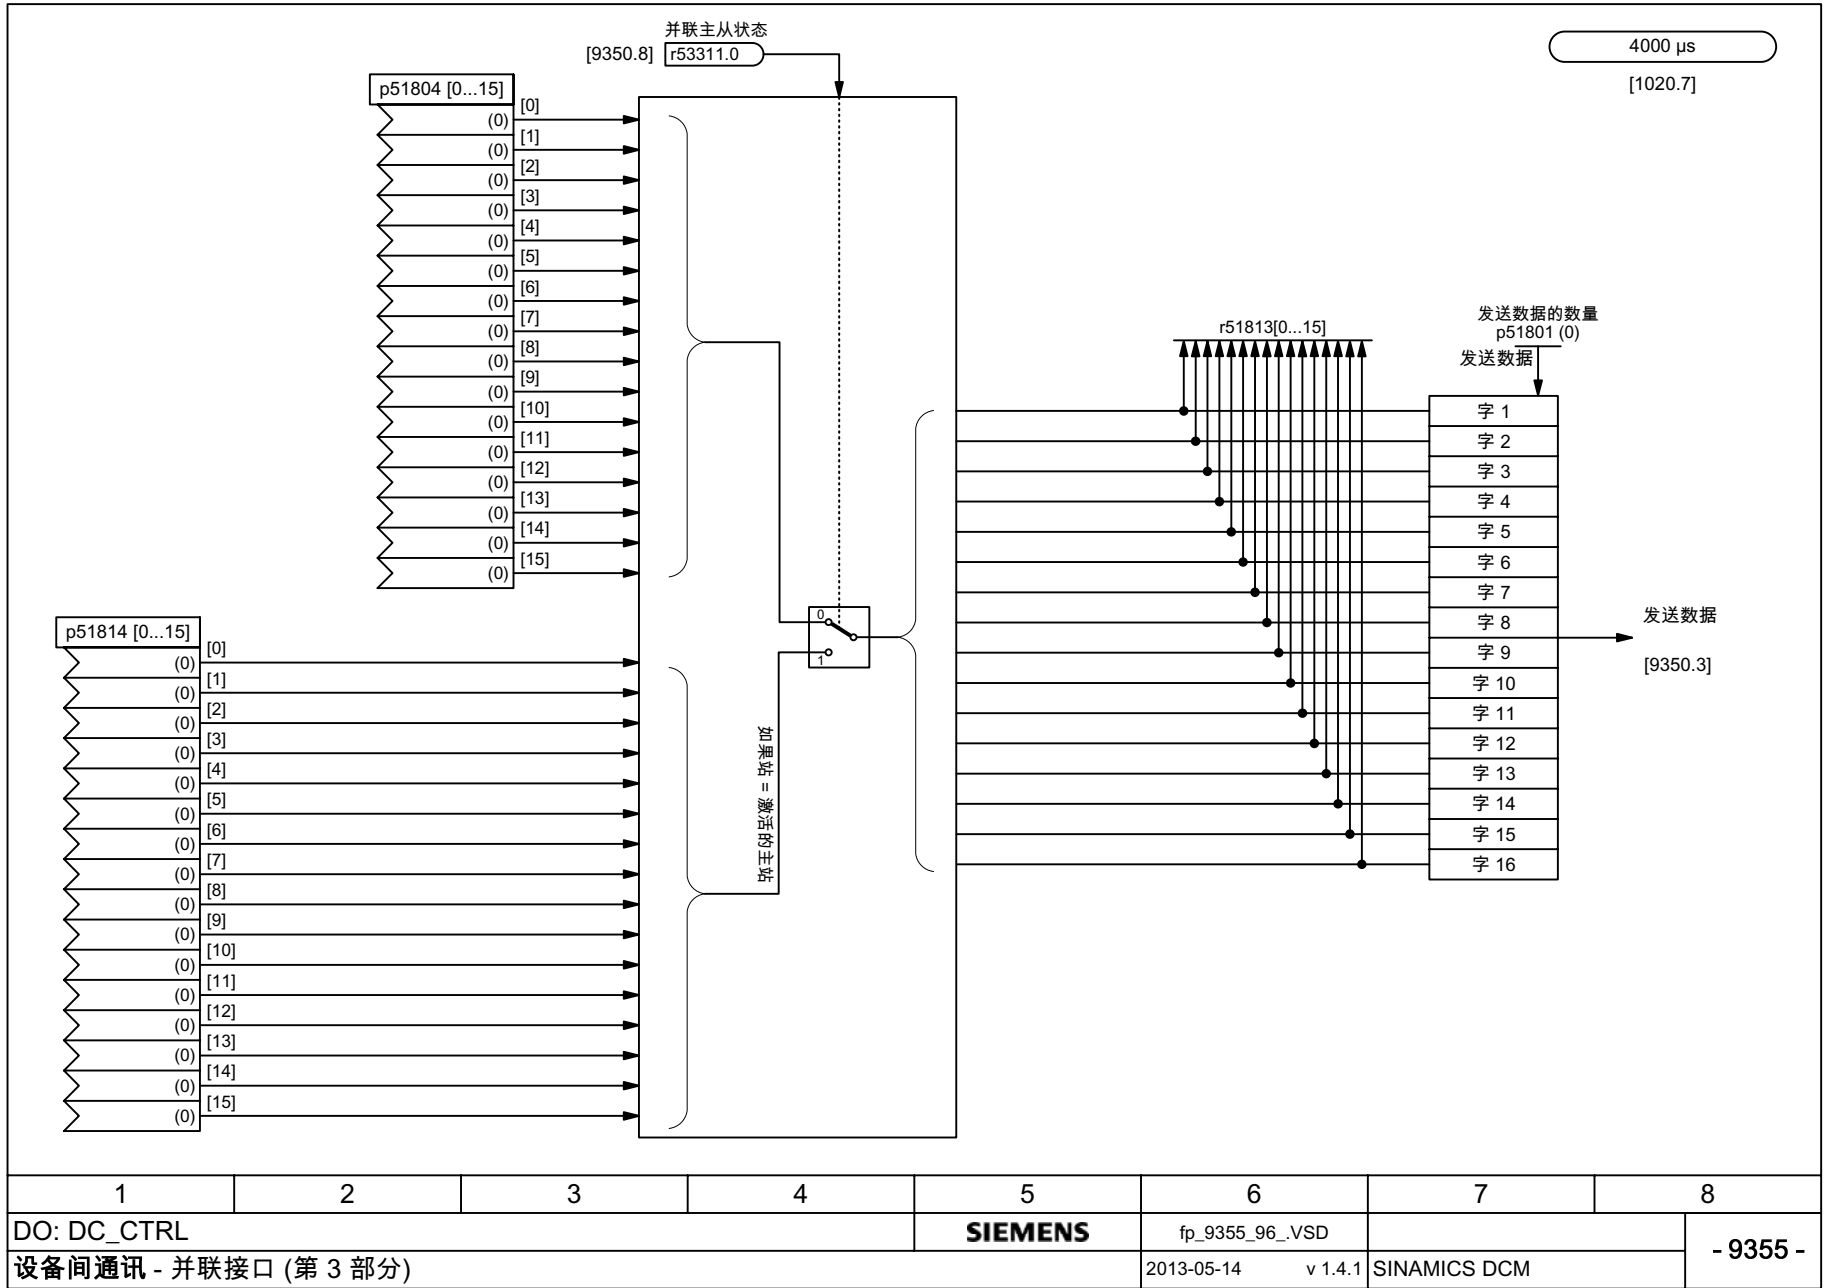 并联主从状态
[9350.8] r53311.0
4000 µs
[1020.7]
p51804 [0...15]
(0) [0]
(0) [1]
(0) [2]
(0) [3]
(0) [4]
(0) [5]
(0) [6]
(0) [7]
(0) [8]
(0) [9]
(0) [10]
(0) [11]
(0) [12]
(0) [13]
(0) [14]
(0) [15]
p51814 [0...15]
(0) [0]
(0) [1]
(0) [2]
(0) [3]
(0) [4]
(0) [5]
(0) [6]
(0) [7]
(0) [8]
(0) [9]
(0) [10]
(0) [11]
(0) [12]
(0) [13]
(0) [14]
(0) [15]
0
1
如果站 = 激活的主站
r51813[0...15]
发送数据的数量
p51801 (0)
发送数据
字 1
字 2
字 3
字 4
字 5
字 6
字 7
字 8
字 9
字 10
字 11
字 12
字 13
字 14
字 15
字 16
发送数据
[9350.3]
1 2 3 4 5 6 7 8
DO: DC_CTRL SIEMENS fp_9355_96_.VSD
- 9355 -
设备间通讯 - 并联接口 (第 3 部分) 2013-05-14 v 1.4.1 SINAMICS DCM